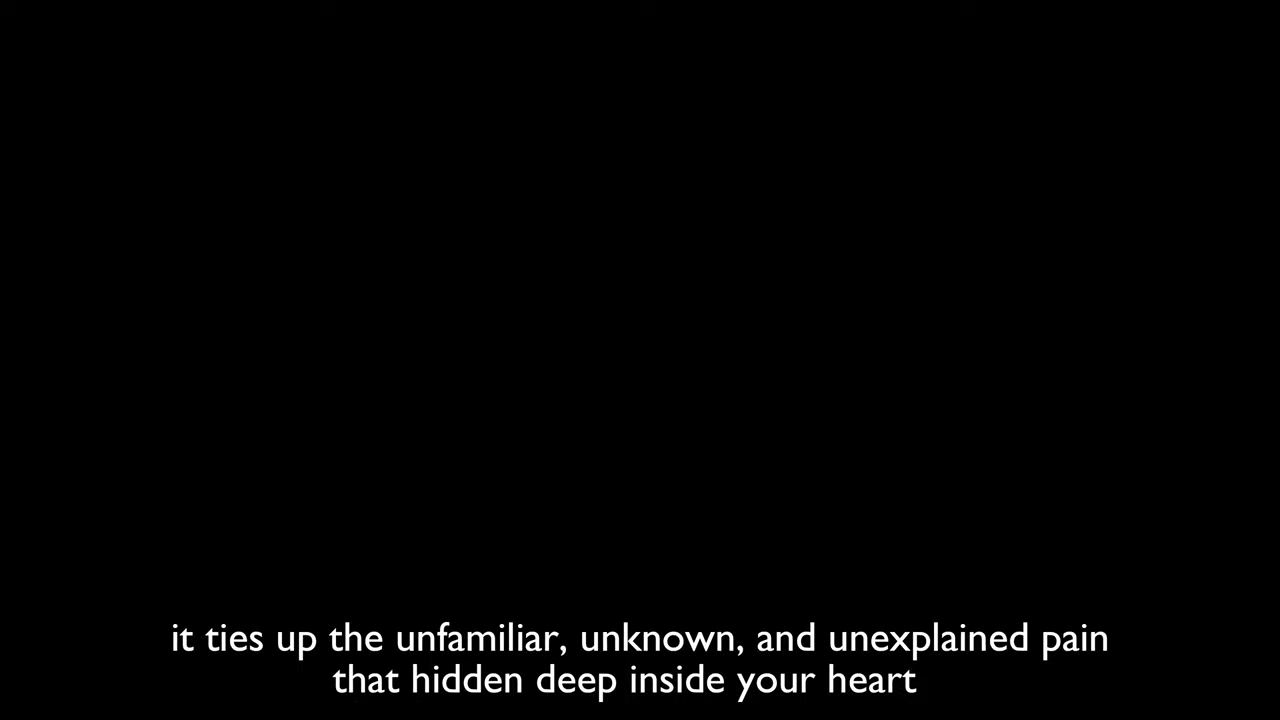 it ties up the unfamiliar, unknown, and unexplained pain
that hidden deep inside your heart